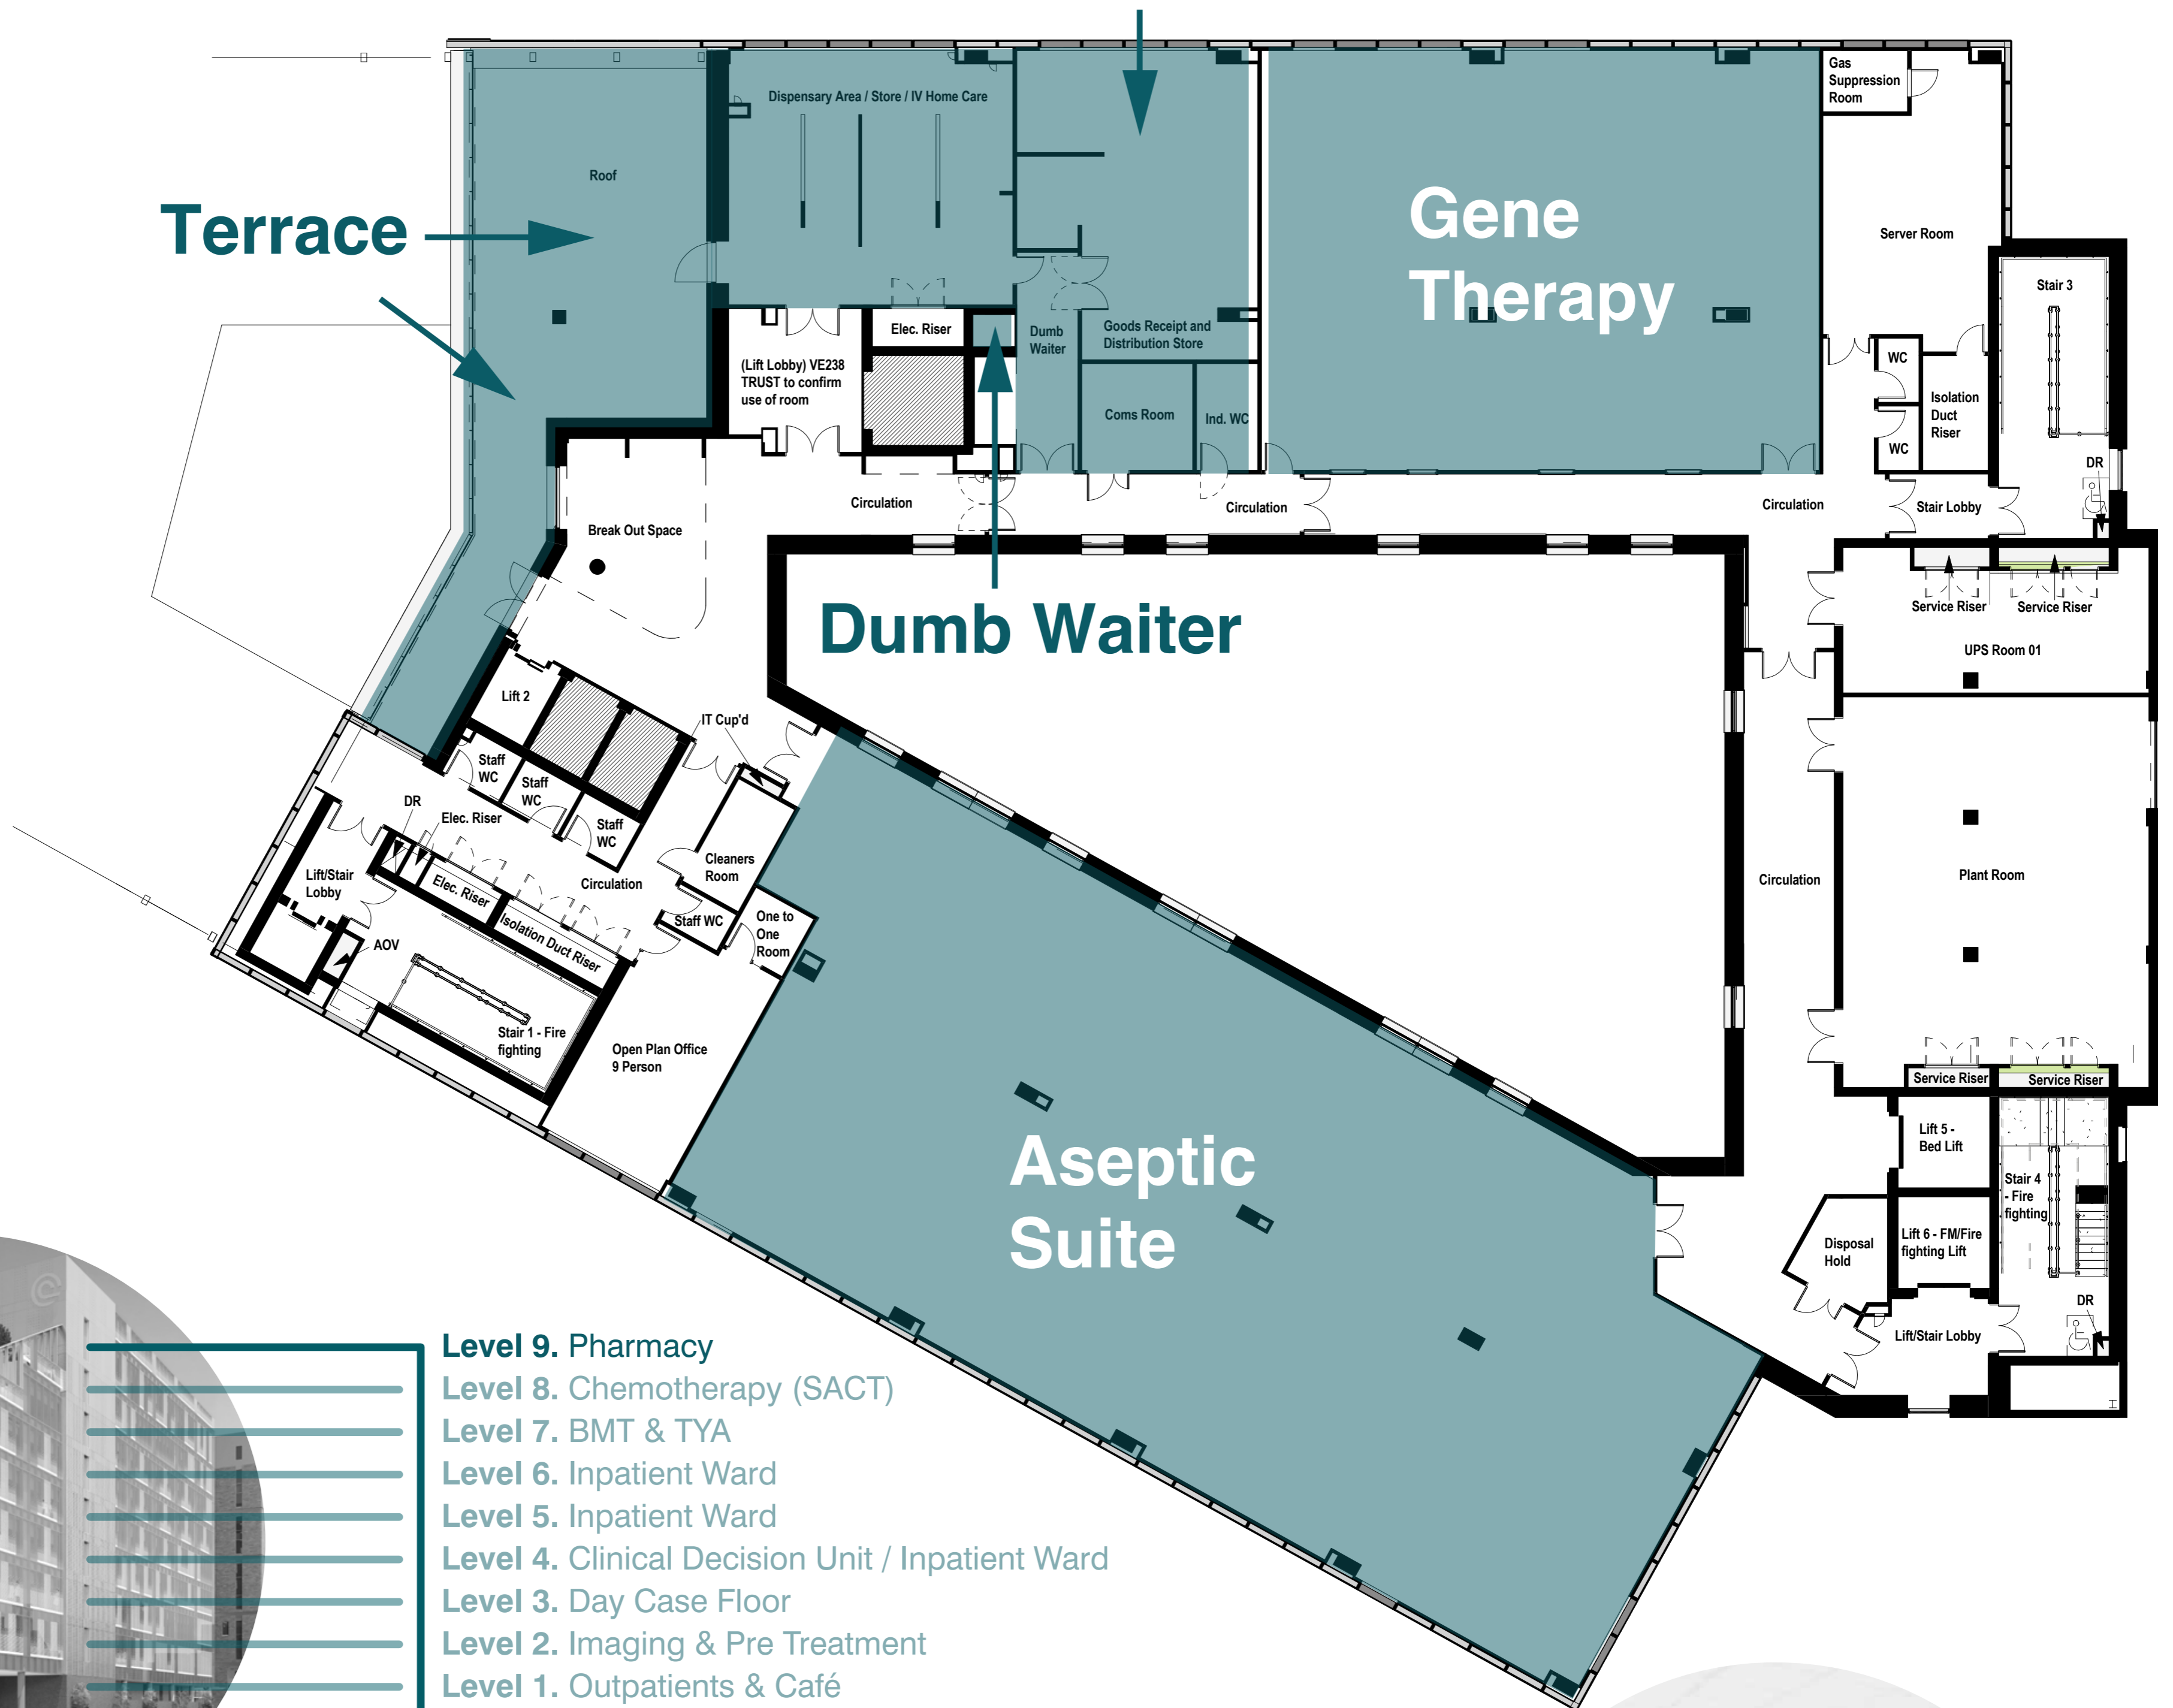 Gas
Suppression
Room
Dispensary Area / Store / IV Home Care
Roof
Terrace
Gene
Therapy
Server Room
Stair 3
Elec. Riser
Dumb
Waiter
Goods Receipt and
Distribution Store
(Lift Lobby) VE238
TRUST to confirm
use of room
WC
Isolation
Duct
Riser
WC
Coms Room
Ind. WC
DR
Circulation
Circulation
Circulation
Stair Lobby
Break Out Space
Service Riser
Service Riser
Dumb Waiter
UPS Room 01
Lift 2
IT Cup'd
Staff
WC
Staff
WC
Staff
WC
DR
Elec. Riser
Cleaners
Room
Lift/Stair
Lobby
Elec. Riser
Circulation
Circulation
Plant Room
Isolation Duct Riser
Staff WC
One to
One
Room
AOV
Stair 1 - Fire
fighting
Open Plan Office
9 Person
Service Riser
Service Riser
Aseptic
Suite
Lift 5 -
Bed Lift
Stair 4
- Fire
fighting
Disposal
Hold
Lift 6 - FM/Fire
fighting Lift
DR
Lift/Stair Lobby
Level 9. Pharmacy
Level 8. Chemotherapy (SACT)
Level 7. BMT & TYA
Level 6. Inpatient Ward
Level 5. Inpatient Ward
Level 4. Clinical Decision Unit / Inpatient Ward
Level 3. Day Case Floor
Level 2. Imaging & Pre Treatment
Level 1. Outpatients & Café